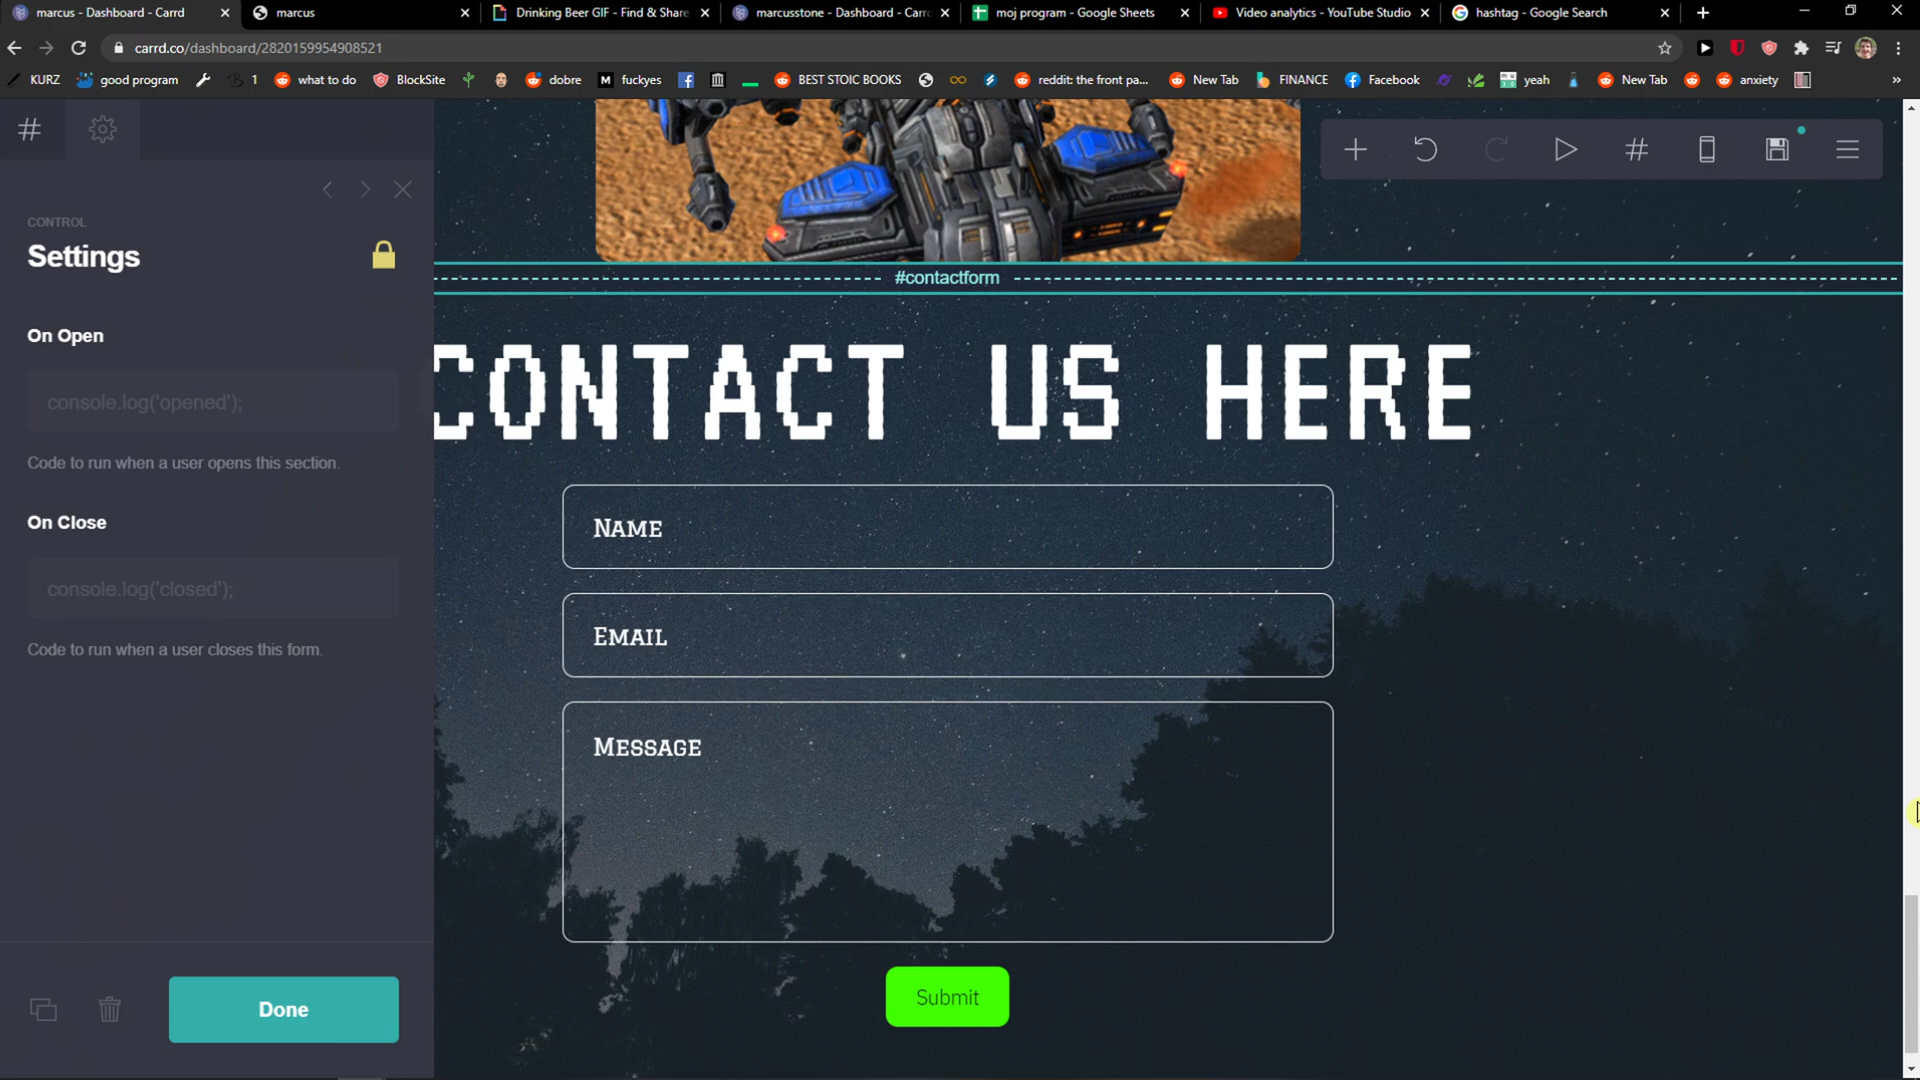 marcus - Dashboard - Carrd
marcus
Drinking Beer GIF - Find & Share
marcusstone - Dashboard - Carrd
moj program - Google Sheets
Video analytics - YouTube Studio
hashtag - Google Search
carrd.co/dashboard/2820159954908521
KURZ
good program
1
what to do
BlockSite
dobre
fuckyes
BEST STOIC BOOKS
reddit: the front pa...
New Tab
FINANCE
Facebook
yeah
New Tab
anxiety
CONTROL
Settings
On Open
console.log('opened');
Code to run when a user opens this section.
On Close
console.log('closed');
Code to run when a user closes this form.
Done
#contactform
CONTACT US HERE
Name
Email
Message
Submit